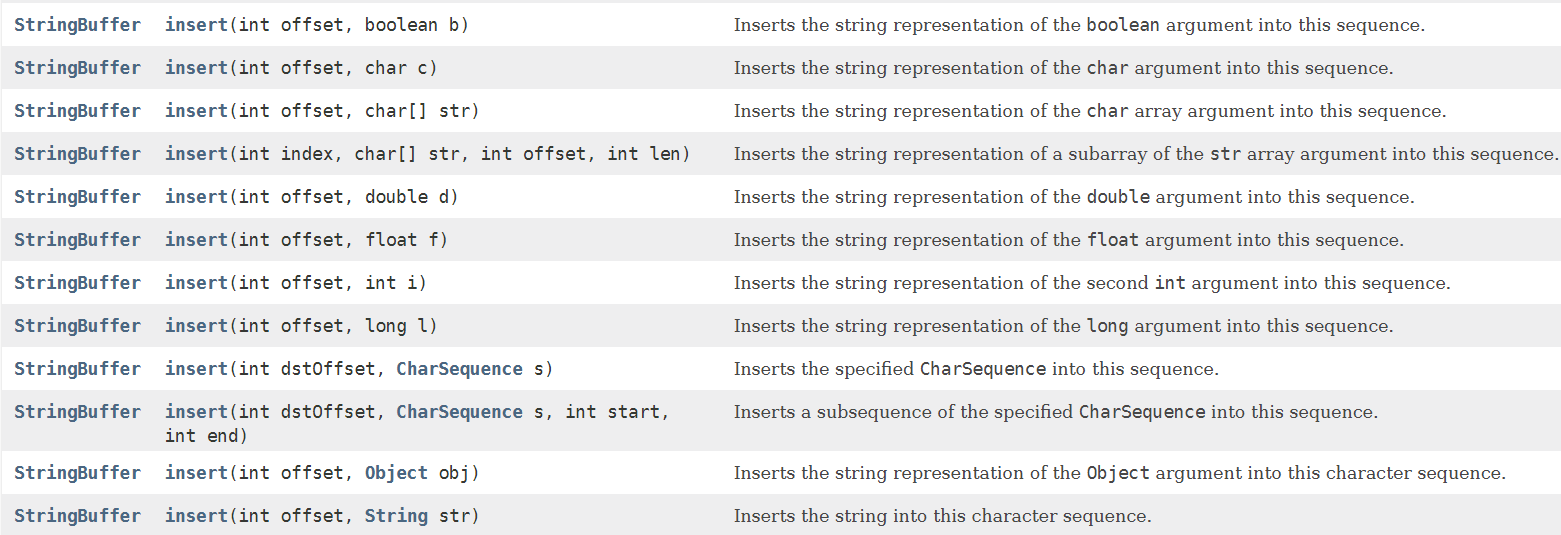 StringBuffer insert(int offset, boolean b) Inserts the string representation of the boolean argument into this sequence.
StringBuffer insert(int offset, char c) Inserts the string representation of the char argument into this sequence.
StringBuffer insert(int offset, char[] str) Inserts the string representation of the char array argument into this sequence.
StringBuffer insert(int index, char[] str, int offset, int len) Inserts the string representation of a subarray of the str array argument into this sequence.
StringBuffer insert(int offset, double d) Inserts the string representation of the double argument into this sequence.
StringBuffer insert(int offset, float f) Inserts the string representation of the float argument into this sequence.
StringBuffer insert(int offset, int i) Inserts the string representation of the second int argument into this sequence.
StringBuffer insert(int offset, long l) Inserts the string representation of the long argument into this sequence.
StringBuffer insert(int dstOffset, CharSequence s) Inserts the specified CharSequence into this sequence.
StringBuffer insert(int dstOffset, CharSequence s, int start, Inserts a subsequence of the specified CharSequence into this sequence.
int end)
StringBuffer insert(int offset, Object obj) Inserts the string representation of the Object argument into this character sequence.
StringBuffer insert(int offset, String str) Inserts the string into this character sequence.